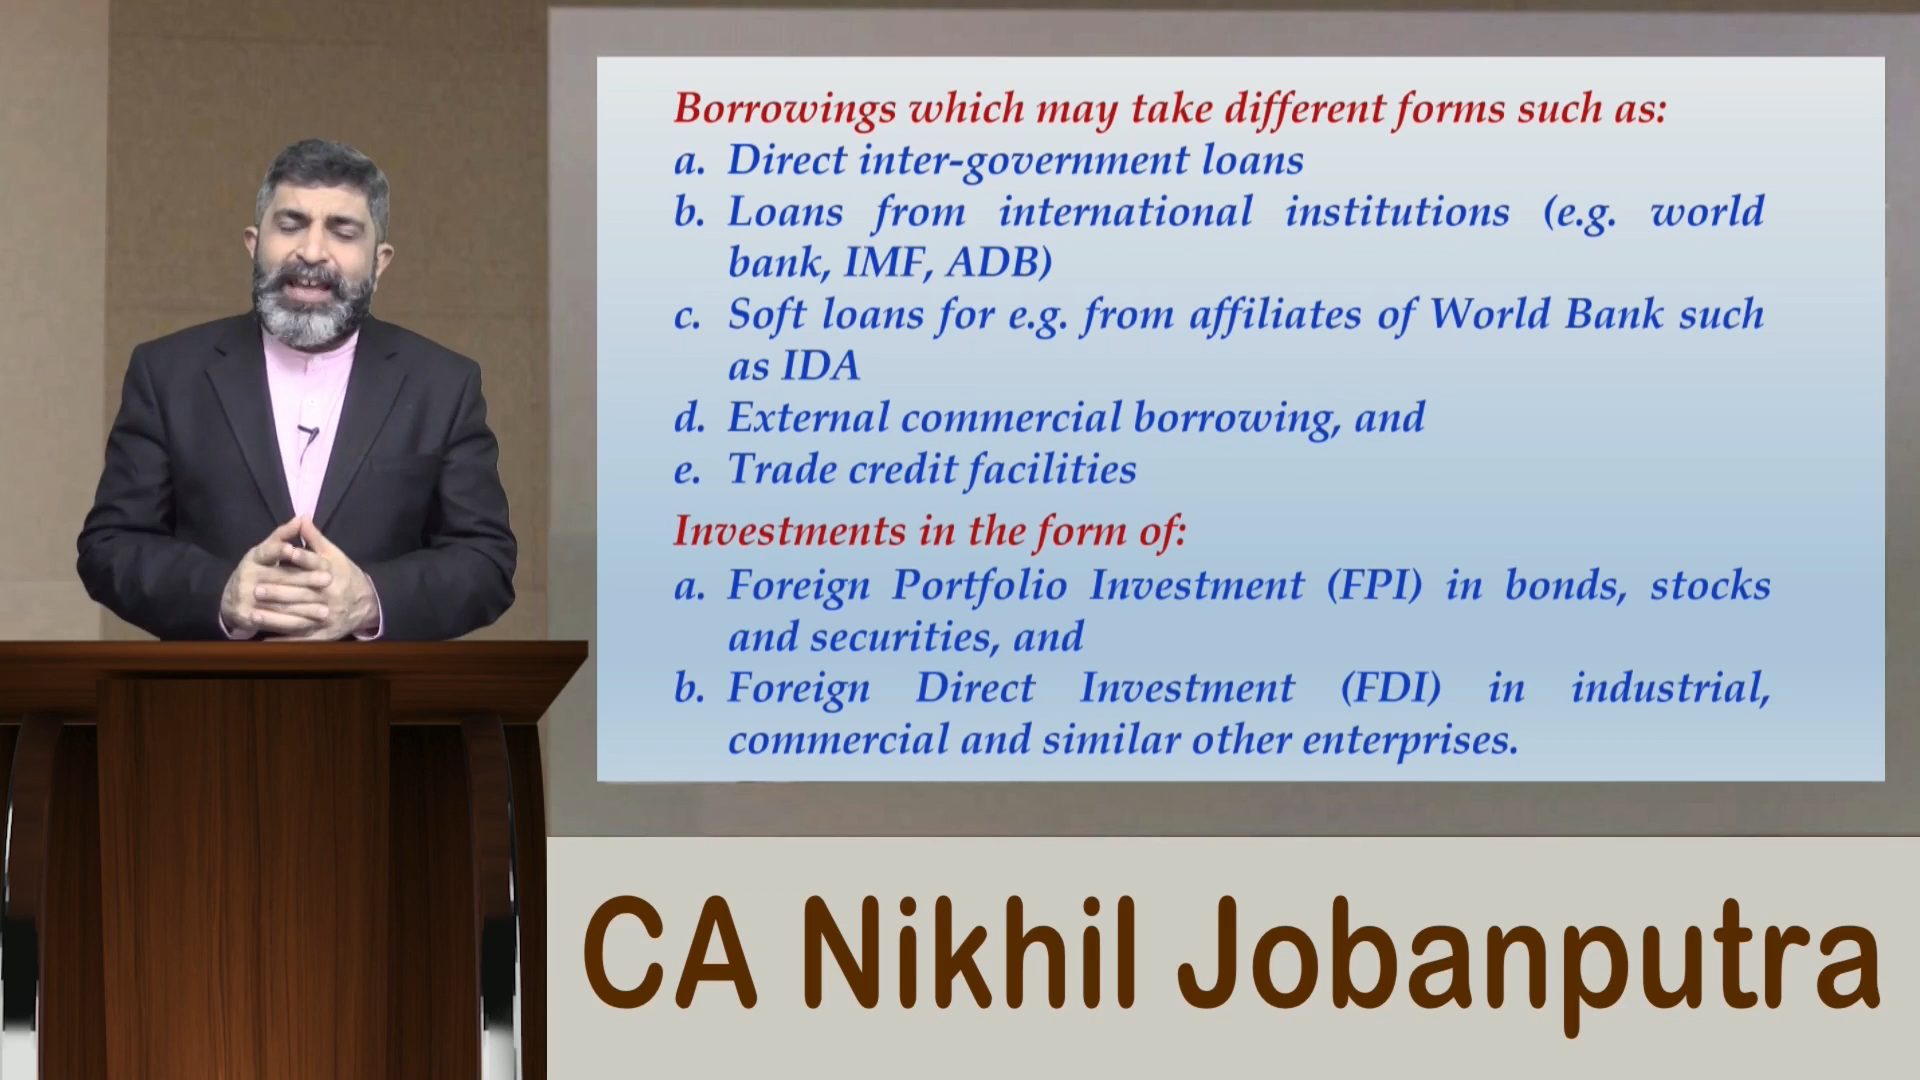 Borrowings which may take different forms such as:
a. Direct inter-government loans
b. Loans from international institutions (e.g. world
bank, IMF, ADB)
c. Soft loans for e.g. from affiliates of World Bank such
as IDA
d. External commercial borrowing, and
e. Trade credit facilities
Investments in the form of:
a. Foreign Portfolio Investment (FPI) in bonds, stocks
and securities, and
b. Foreign Direct Investment (FDI) in industrial,
commercial and similar other enterprises.
CA Nikhil Jobanputra